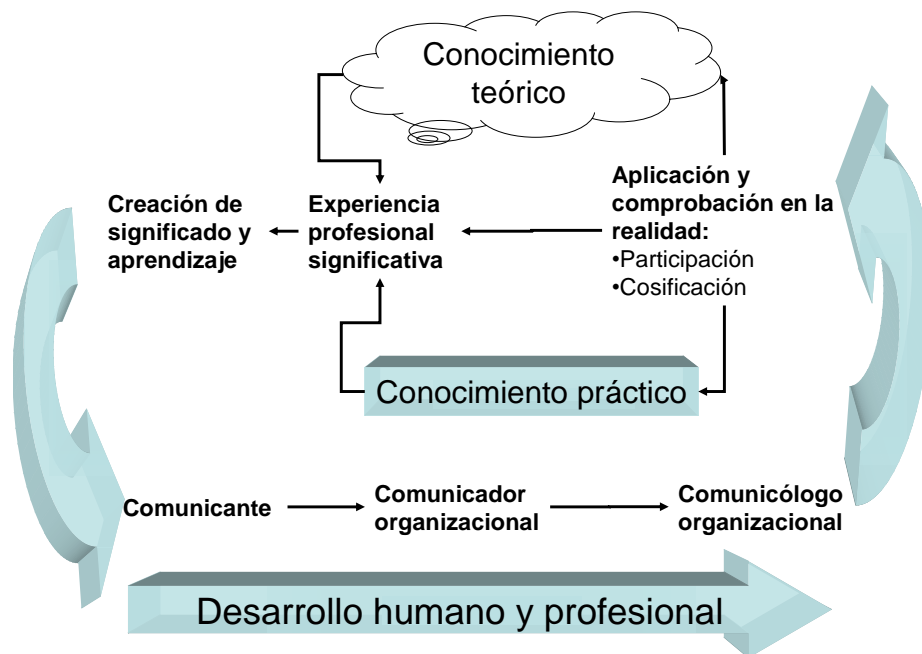 Conocimiento
teórico
Creación de
significado y
aprendizaje
Experiencia
profesional
significativa
Aplicación y
comprobación en la
realidad:
•Participación
•Cosificación
Conocimiento práctico
Comunicante
Comunicador
organizacional
Comunicólogo
organizacional
Desarrollo humano y profesional